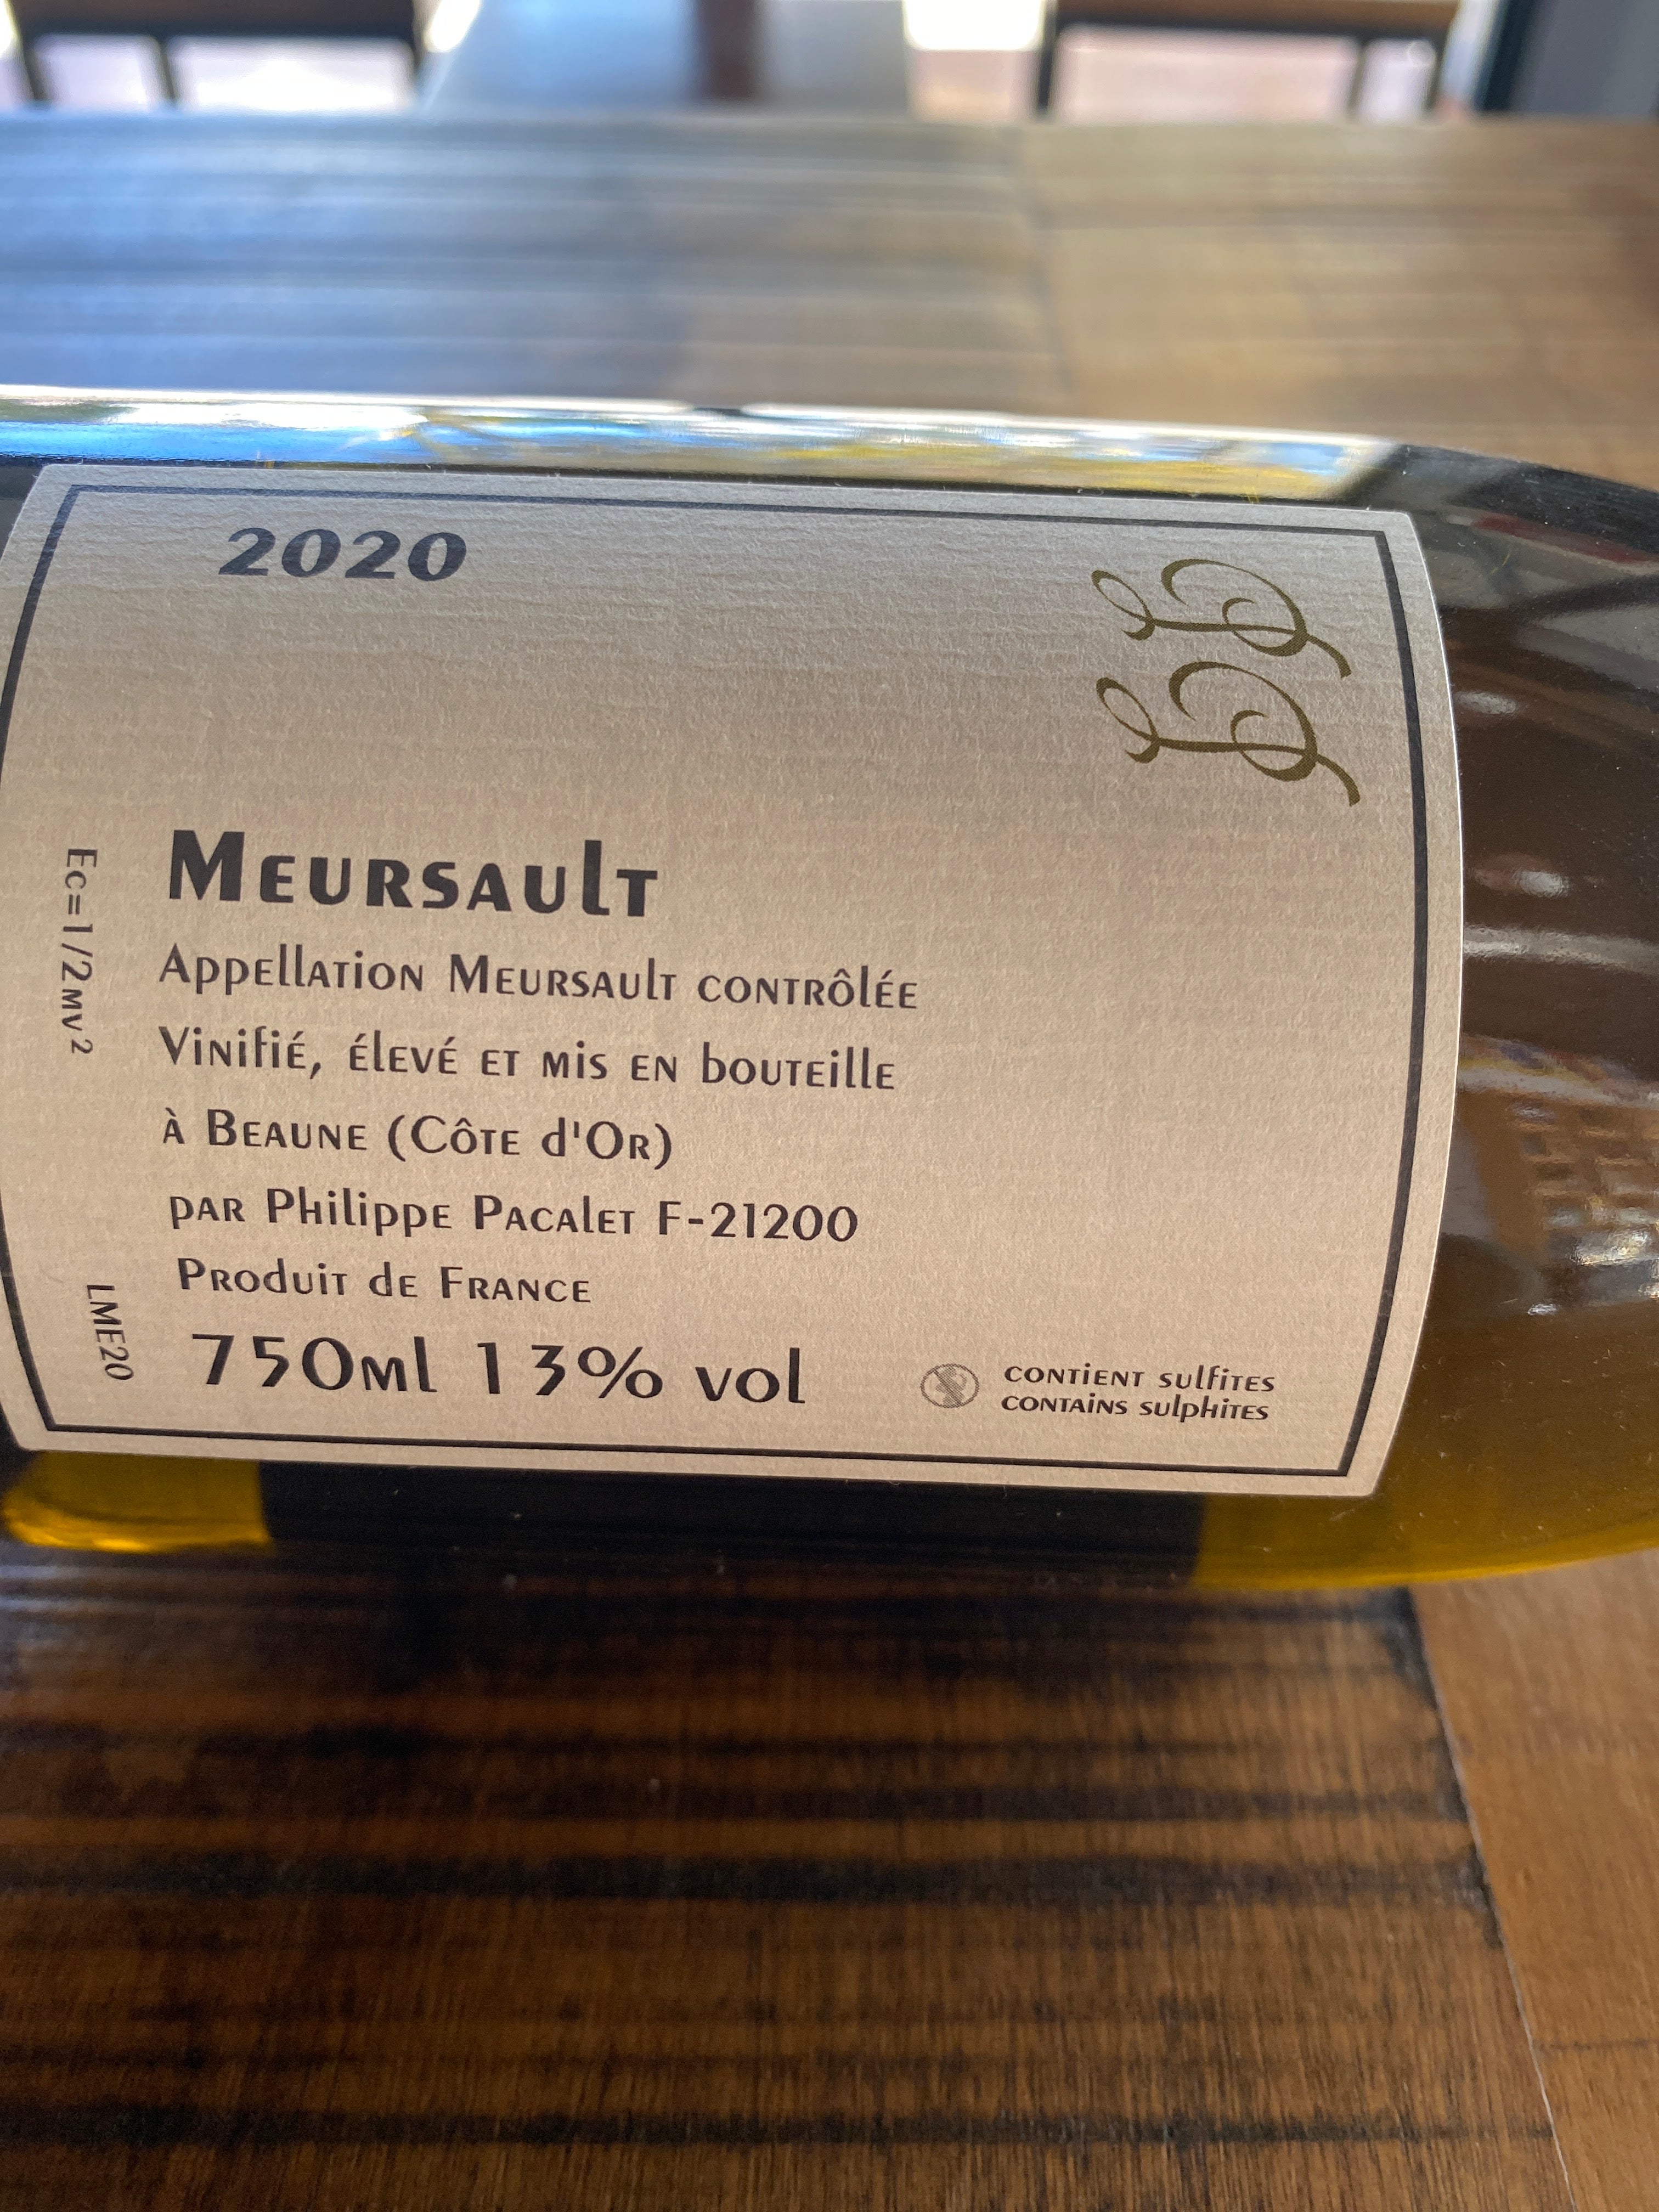 2020
PP
Meursault
Appellation Meursault contrôlée
Vinifié, élevé et mis en bouteille
à Beaune (Côte d'Or)
par Philippe Pacalet F-21200
Produit de France
750ml 13% vol
contient sulfites
contains sulphites
Ec=1/2mv²
LME20